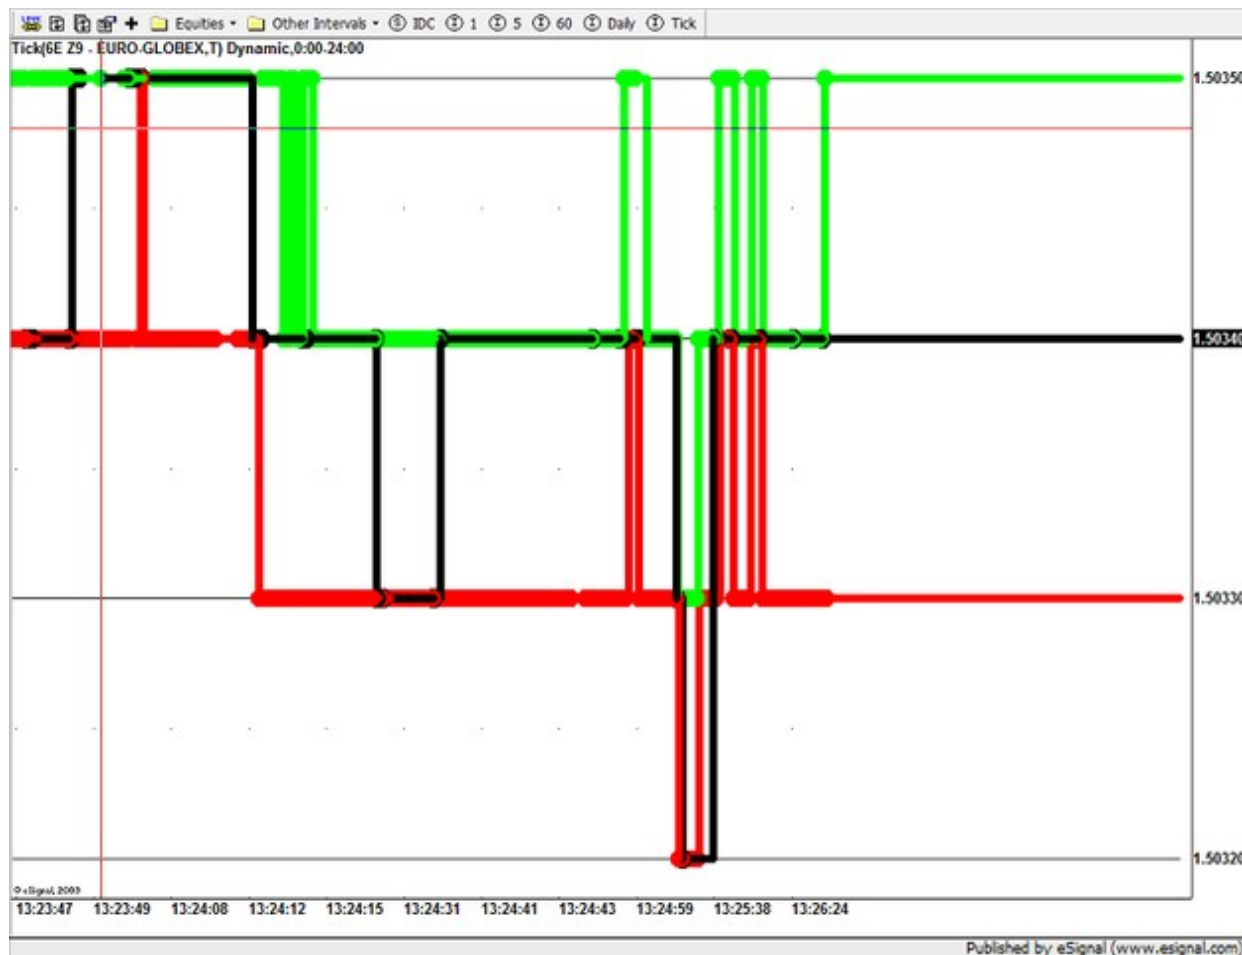 Equities Other Intervals IDC 1 5 60 Daily Tick
Tick(6E Z9 - EURO-GLOBEX,T) Dynamic,0:00-24:00
1.50350
1.50340
1.50330
1.50320
© eSignal, 2009
13:23:47 13:23:49 13:24:08 13:24:12 13:24:15 13:24:31 13:24:41 13:24:43 13:24:59 13:25:38 13:26:24
Published by eSignal (www.esignal.com)